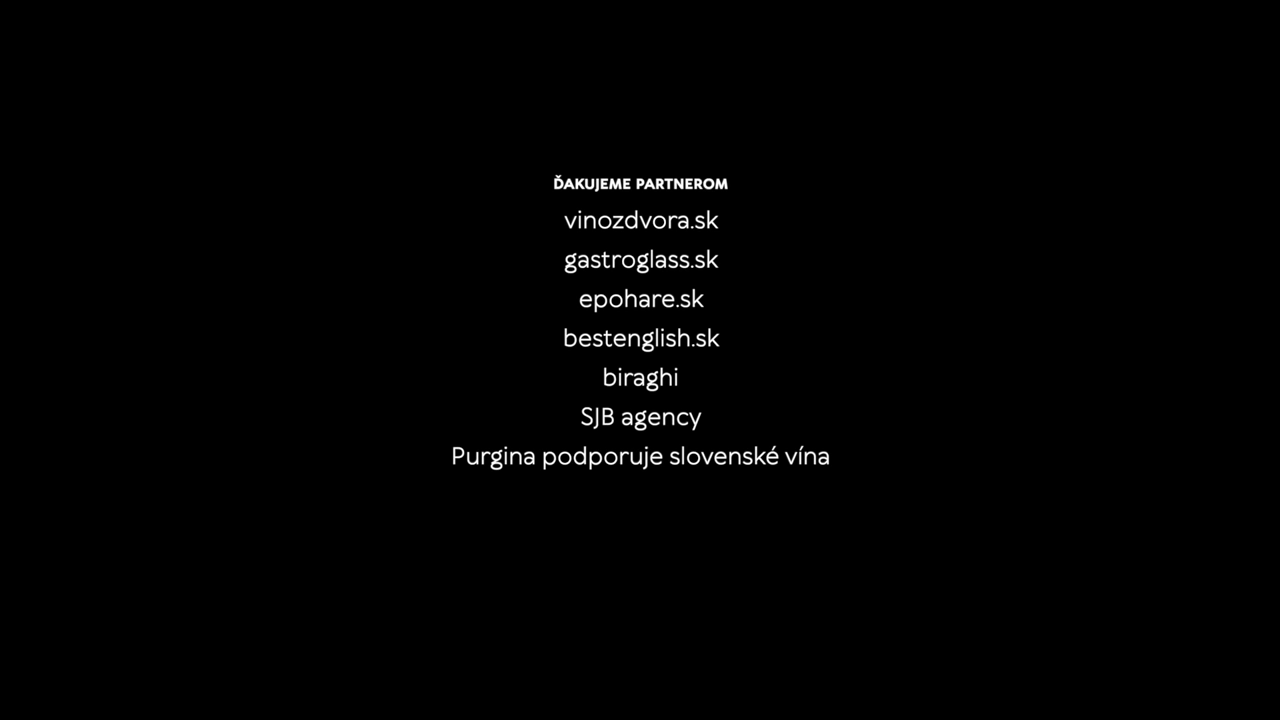 ĎAKUJEME PARTNEROM
vinozdvora.sk
gastroglass.sk
epohare.sk
bestenglish.sk
biraghi
SJB agency
Purgina podporuje slovenské vína